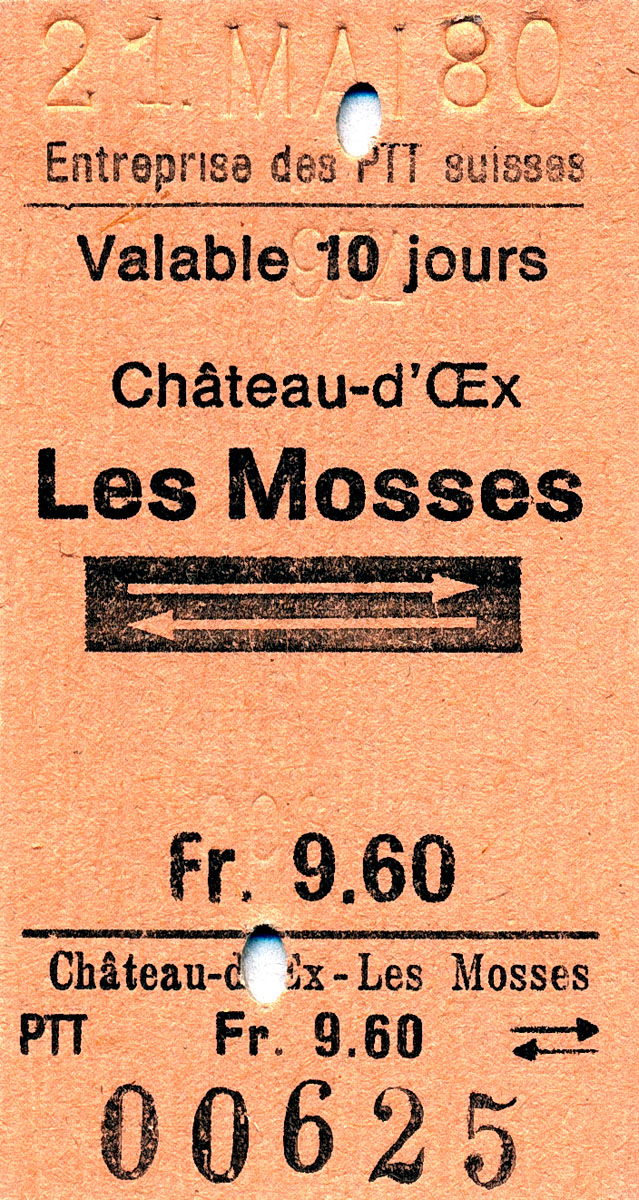 21. MAI 80
Entreprise des PTT suisses
Valable 10 jours
Château-d'Œx
Les Mosses
Fr. 9.60
Château-d'Œx - Les Mosses
PTT Fr. 9.60
00625